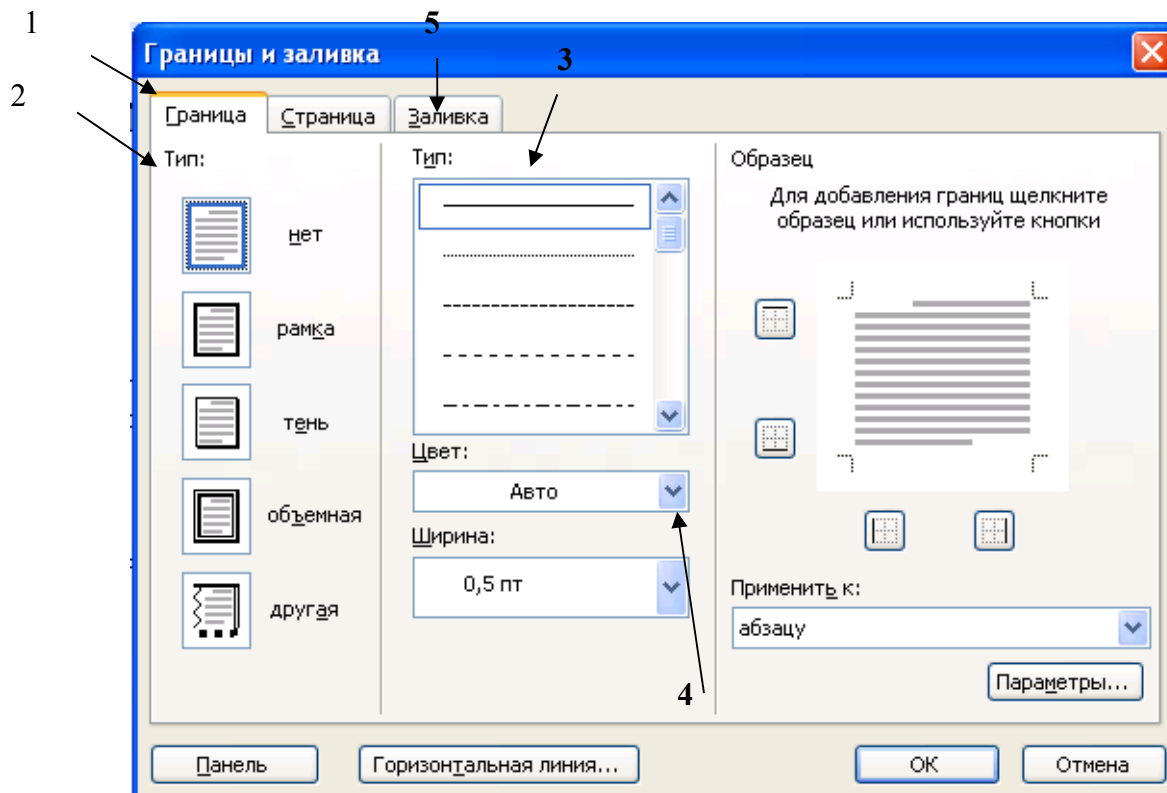 1
5
Границы и заливка
3
2
Граница Страница Заливка
Тип:
нет
рамка
тень
объемная
другая
Тип:
Цвет:
Авто
Ширина:
0,5 пт
4
Образец
Для добавления границ щелкните
образец или используйте кнопки
Применить к:
абзацу
Параметры...
Панель Горизонтальная линия... ОК Отмена